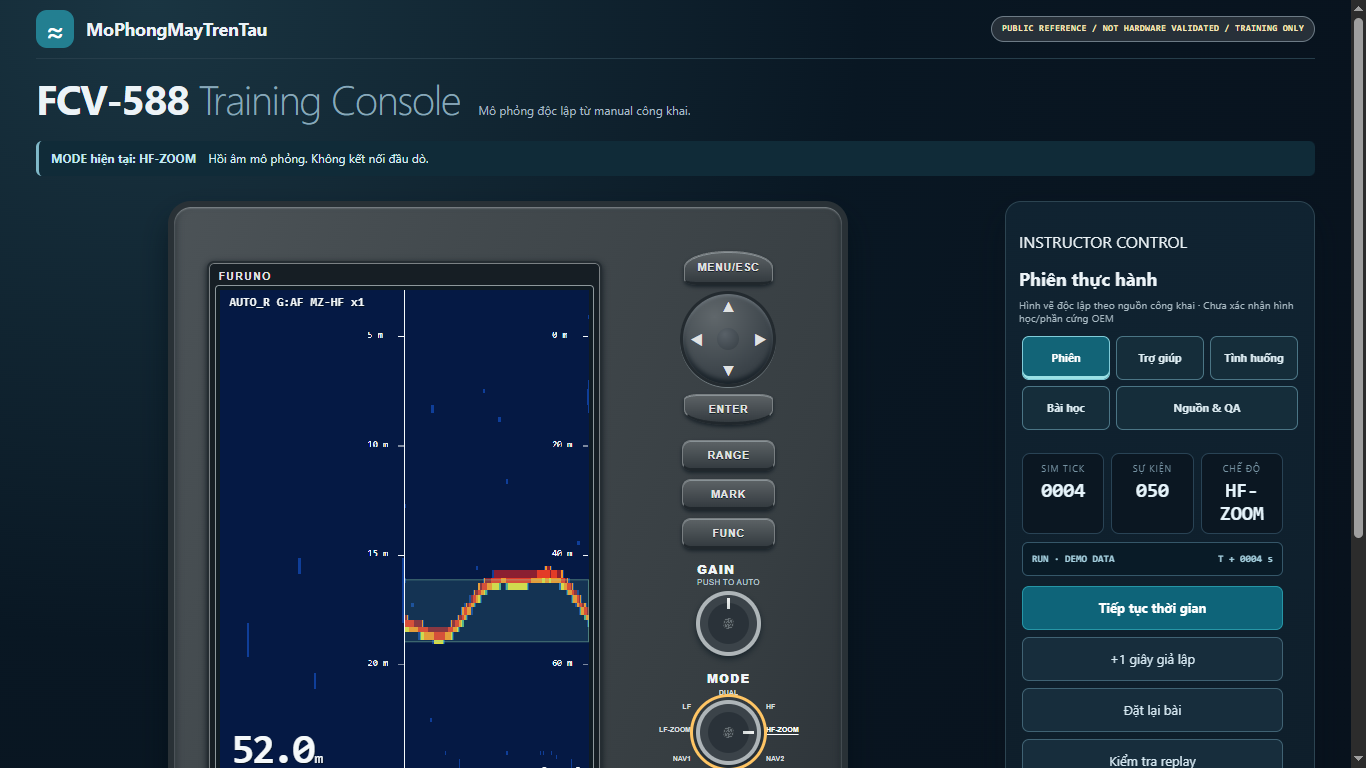 ≈ MoPhongMayTrenTau
PUBLIC REFERENCE / NOT HARDWARE VALIDATED / TRAINING ONLY
FCV-588 Training Console Mô phỏng độc lập từ manual công khai.
MODE hiện tại: HF-ZOOM Hồi âm mô phỏng. Không kết nối đầu dò.
FURUNO
AUTO_R G:AF MZ-HF x1
5 m 0 m
10 m 20 m
15 m 40 m
20 m 60 m
52.0m
MENU/ESC
▲
◀ ▶
▼
ENTER
RANGE
MARK
FUNC
GAIN
PUSH TO AUTO
MODE
DUAL
LF HF
LF-ZOOM HF-ZOOM
NAV1 NAV2
INSTRUCTOR CONTROL
Phiên thực hành
Hình vẽ độc lập theo nguồn công khai · Chưa xác nhận hình
học/phần cứng OEM
Phiên Trợ giúp Tình huống
Bài học Nguồn & QA
SIM TICK SỰ KIỆN CHẾ ĐỘ
0004 050 HF-
ZOOM
RUN · DEMO DATA T + 0004 s
Tiếp tục thời gian
+1 giây giả lập
Đặt lại bài
Kiểm tra replay